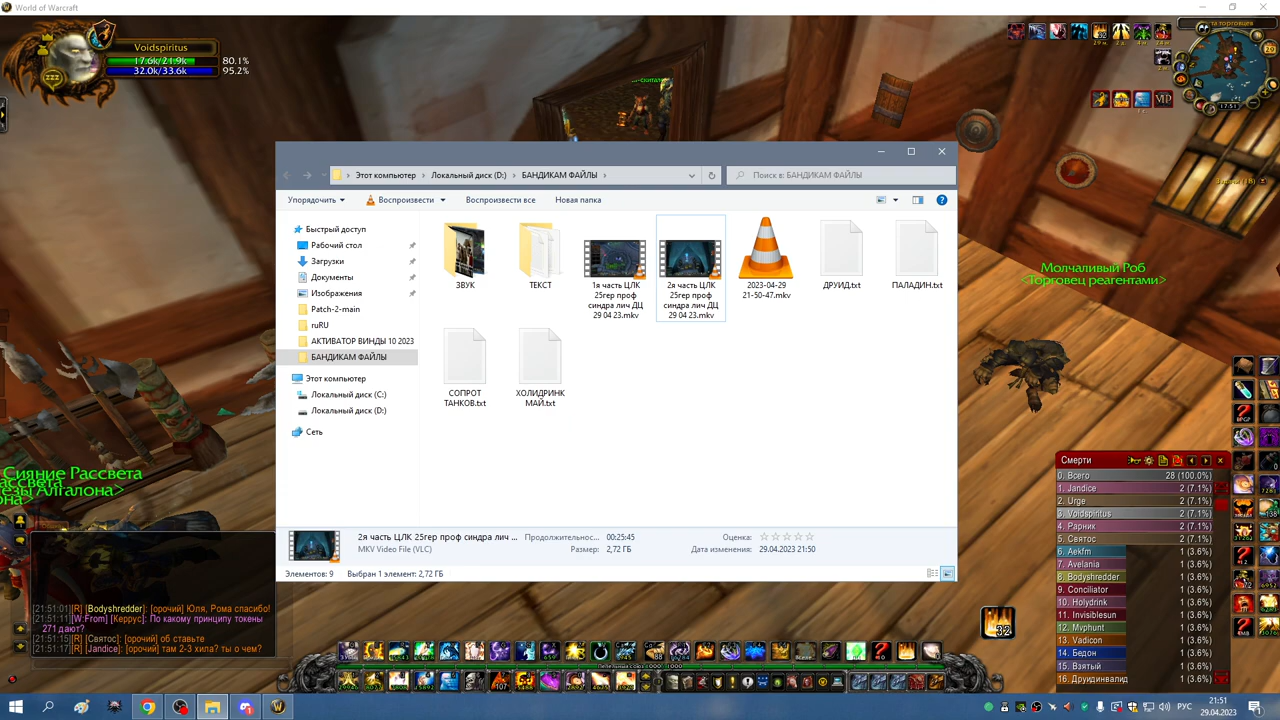 World of Warcraft
Voidspiritus
17.6k/21.9k 80.1%
32.0k/33.6k 95.2%
VIP
17:51
Этот компьютер > Локальный диск (D:) > БАНДИКАМ ФАЙЛЫ >
Поиск в: БАНДИКАМ ФАЙЛЫ
Упорядочить
Воспроизвести
Воспроизвести все
Новая папка
Быстрый доступ
Рабочий стол
Загрузки
Документы
Изображения
Patch-2-main
ruRU
АКТИВАТОР ВИНДЫ 10 2023
БАНДИКАМ ФАЙЛЫ
Этот компьютер
Локальный диск (C:)
Локальный диск (D:)
Сеть
ЗВУК
ТЕКСТ
1я часть ЦЛК
25гер проф
синдра лич ДЦ
29 04 23.mkv
2я часть ЦЛК
25гер проф
синдра лич ДЦ
29 04 23.mkv
2023-04-29
21-50-47.mkv
ДРУИД.txt
ПАЛАДИН.txt
СОПРОТ
ТАНКОВ.txt
ХОЛИДРИНК
МАЙ.txt
2я часть ЦЛК 25гер проф синдра лич ...
MKV Video File (VLC)
Продолжительнос... 00:25:45
Размер: 2,72 ГБ
Оценка:
Дата изменения: 29.04.2023 21:50
Элементов: 9
Выбран 1 элемент: 2,72 ГБ
Молчаливый Роб
<Торговец реагентами>
Сияние Рассвета
[21:51:01][R] [Bodyshredder]: [орочий] Юля, Рома спасибо!
[21:51:11][W:From] [Керрус]: По какому принципу токены
271 дают?
[21:51:15][R] [Святос]: [орочий] об ставьте
[21:51:17][R] [Jandice]: [орочий] там 2-3 хила? ты о чем?
Смерти
0. Всего 28 (100.0%)
1. Jandice 2 (7.1%)
2. Urge 2 (7.1%)
3. Voidspiritus 2 (7.1%)
4. Рарник 2 (7.1%)
5. Святос 2 (7.1%)
6. Aekfm 1 (3.6%)
7. Avelania 1 (3.6%)
8. Bodyshredder 1 (3.6%)
9. Conciliator 1 (3.6%)
10. Holydrink 1 (3.6%)
11. Invisiblesun 1 (3.6%)
12. Myphunt 1 (3.6%)
13. Vadicon 1 (3.6%)
14. Бедон 1 (3.6%)
15. Взятый 1 (3.6%)
16. Друидинвалид 1 (3.6%)
32
РУС
21:51
29.04.2023